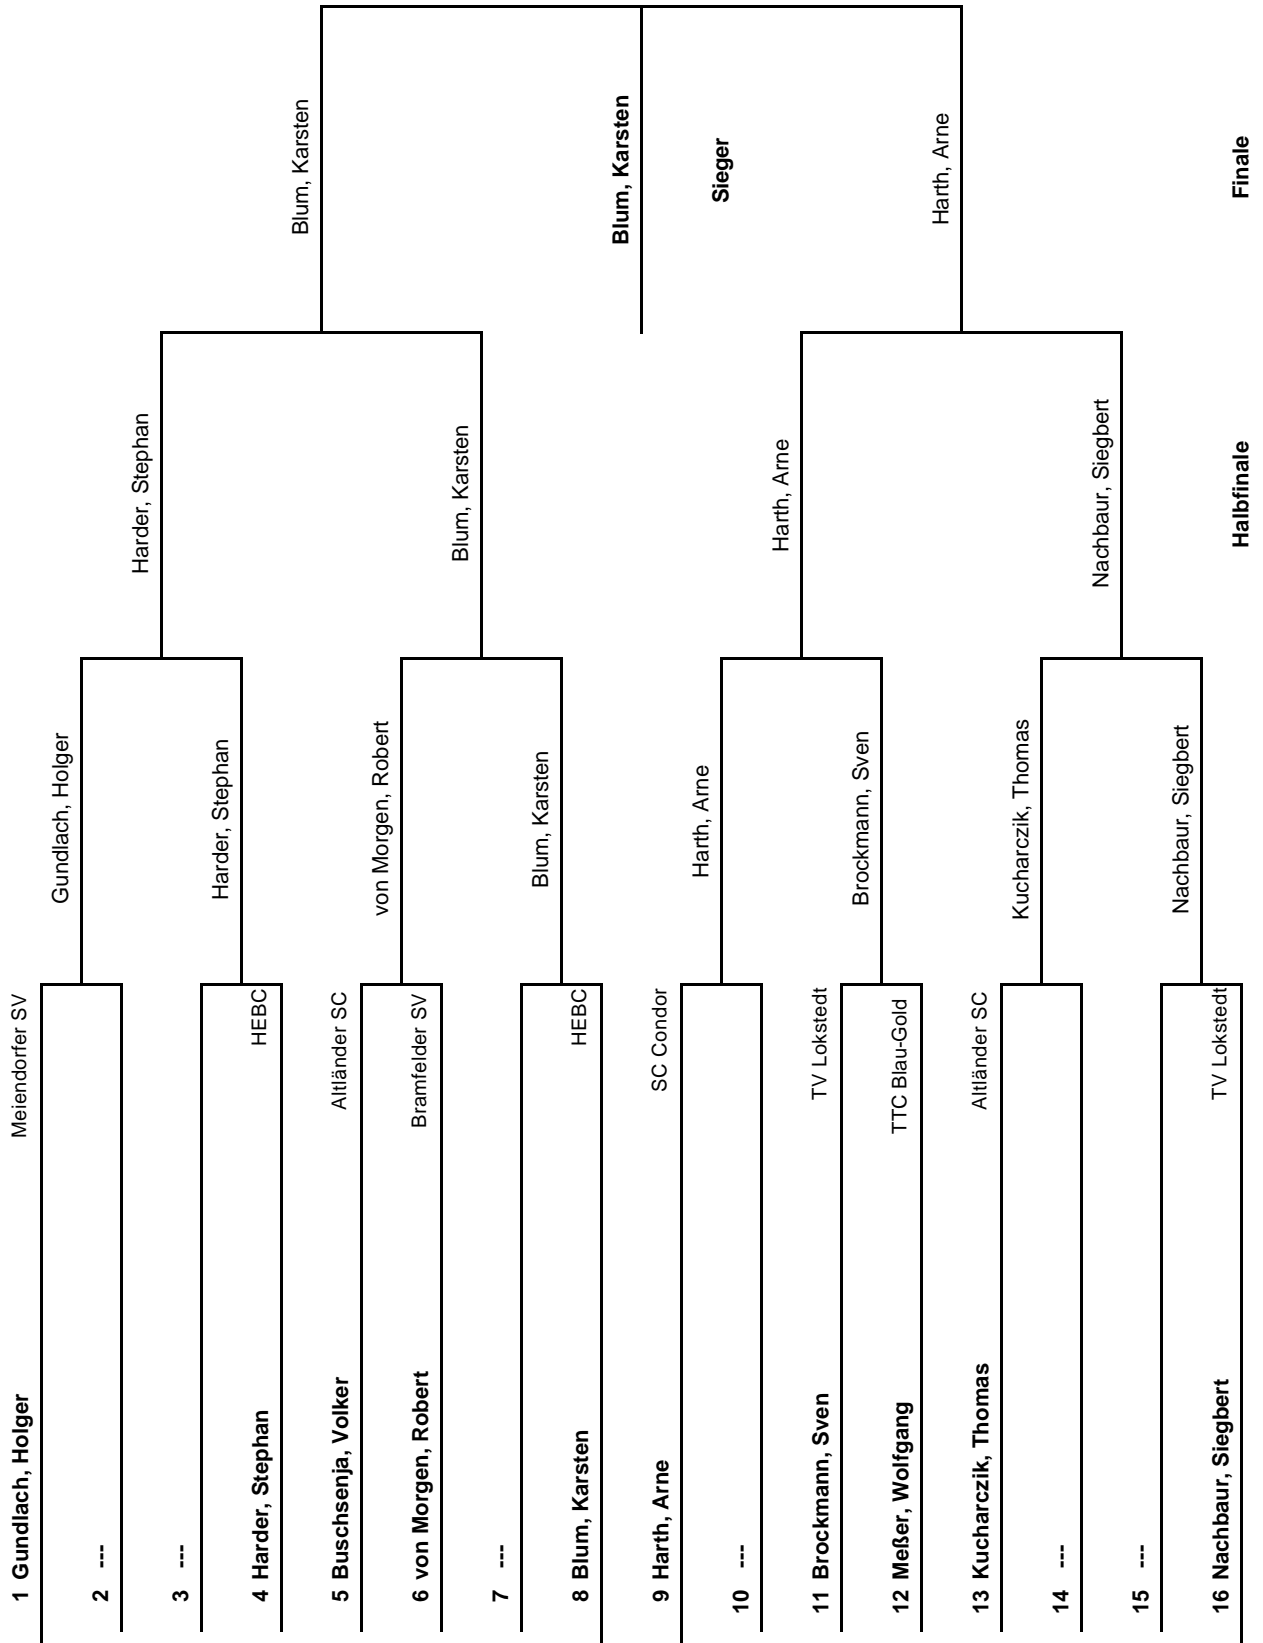 1 Gundlach, Holger Meiendorfer SV
2 ---
3 ---
4 Harder, Stephan HEBC
5 Buschsenja, Volker Altländer SC
6 von Morgen, Robert Bramfelder SV
7 ---
8 Blum, Karsten HEBC
9 Harth, Arne SC Condor
10 ---
11 Brockmann, Sven TV Lokstedt
12 Meßer, Wolfgang TTC Blau-Gold
13 Kucharczik, Thomas Altländer SC
14 ---
15 ---
16 Nachbaur, Siegbert TV Lokstedt
Gundlach, Holger
Harder, Stephan
von Morgen, Robert
Blum, Karsten
Harth, Arne
Brockmann, Sven
Kucharczik, Thomas
Nachbaur, Siegbert
Harder, Stephan
Blum, Karsten
Harth, Arne
Nachbaur, Siegbert
Halbfinale
Blum, Karsten
Blum, Karsten
Sieger
Harth, Arne
Finale